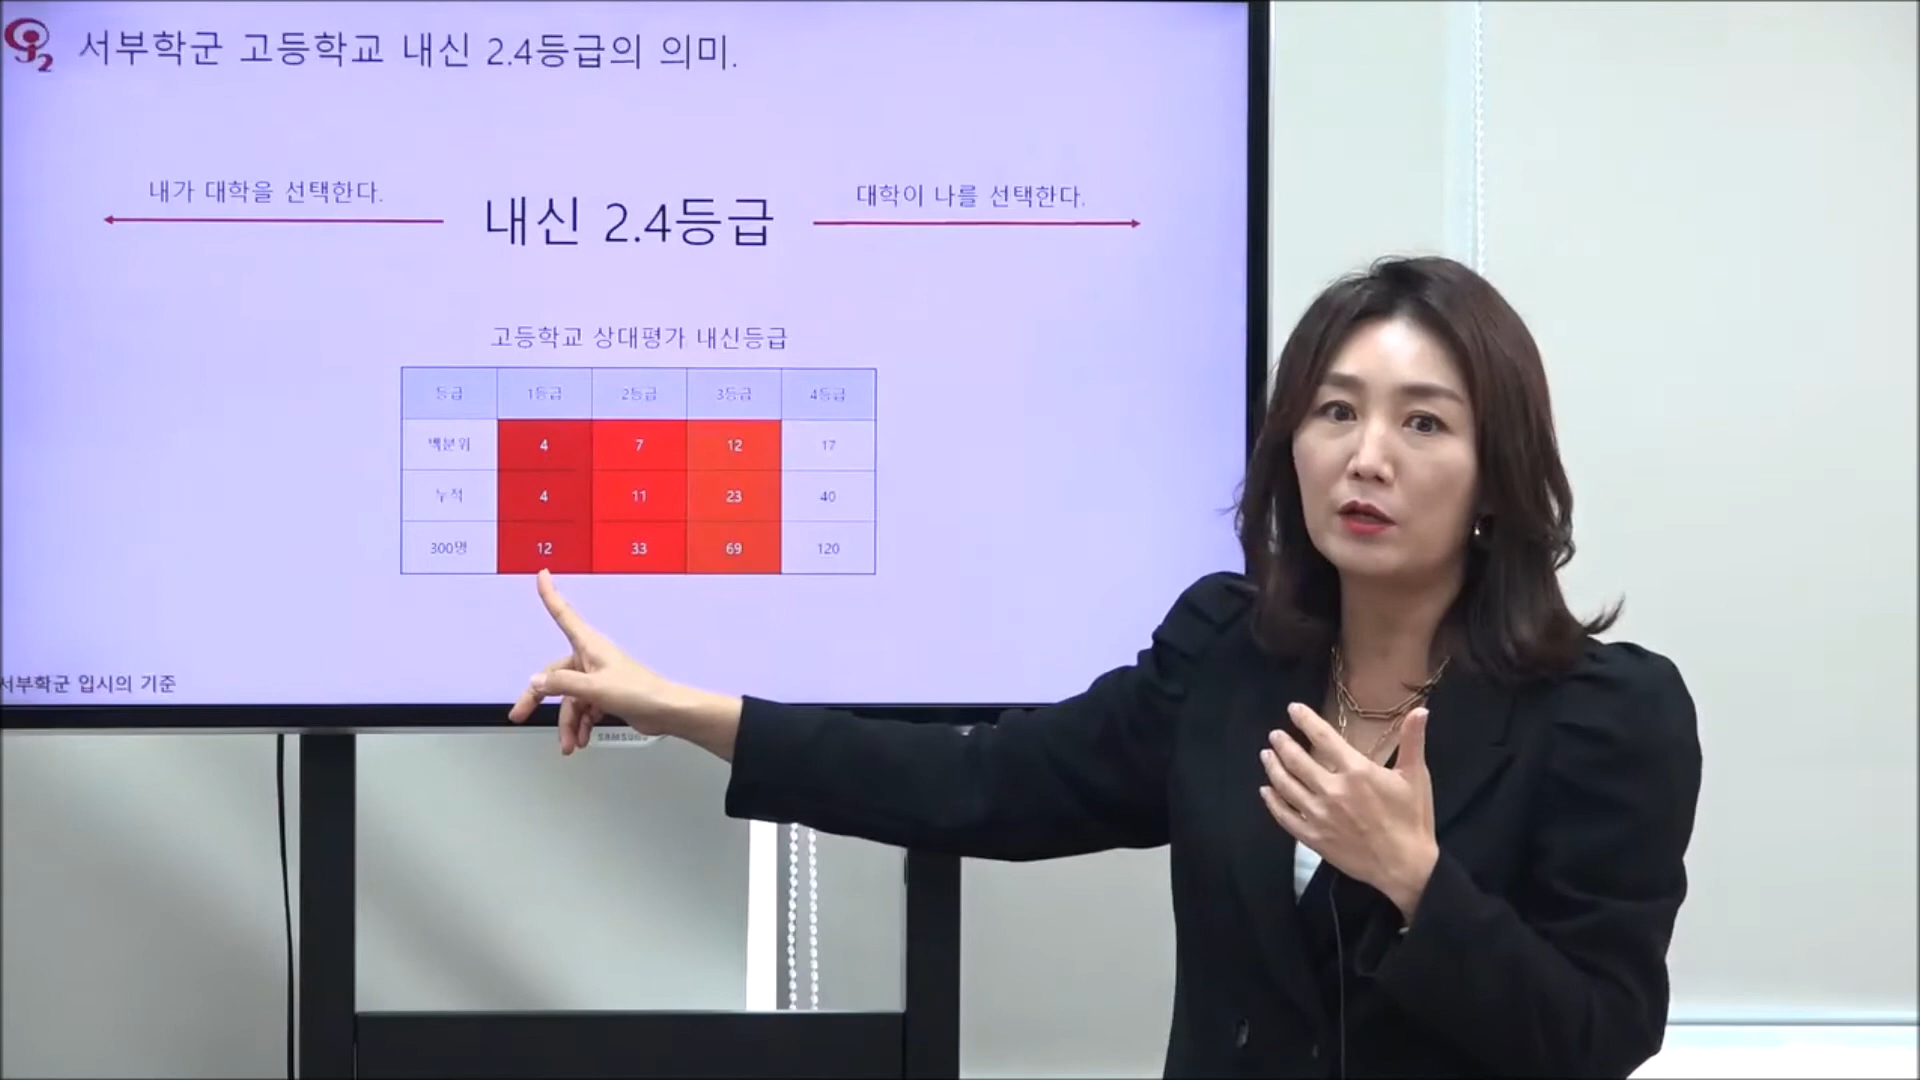 서부학군 고등학교 내신 2.4등급의 의미.
내가 대학을 선택한다.
내신 2.4등급
대학이 나를 선택한다.
고등학교 상대평가 내신등급
등급 1등급 2등급 3등급 4등급
백분위 4 7 12 17
누적 4 11 23 40
300명 12 33 69 120
서부학군 입시의 기준
SAMSUNG